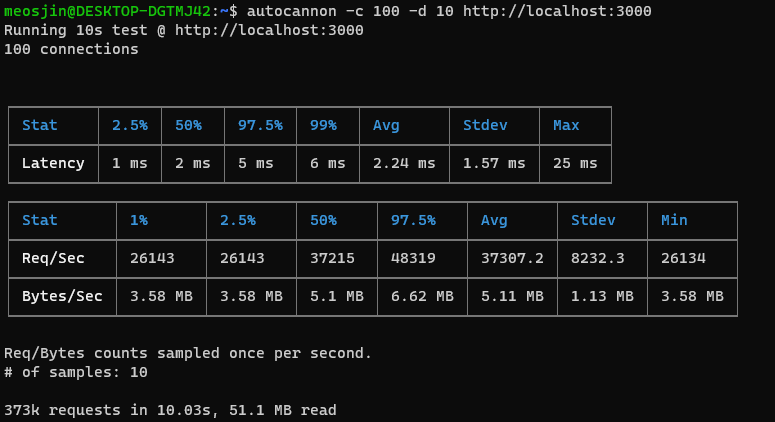 meosjin@DESKTOP-DGTMJ42:~$ autocannon -c 100 -d 10 http://localhost:3000
Running 10s test @ http://localhost:3000
100 connections
Stat 2.5% 50% 97.5% 99% Avg Stdev Max
Latency 1 ms 2 ms 5 ms 6 ms 2.24 ms 1.57 ms 25 ms
Stat 1% 2.5% 50% 97.5% Avg Stdev Min
Req/Sec 26143 26143 37215 48319 37307.2 8232.3 26134
Bytes/Sec 3.58 MB 3.58 MB 5.1 MB 6.62 MB 5.11 MB 1.13 MB 3.58 MB
Req/Bytes counts sampled once per second.
# of samples: 10
373k requests in 10.03s, 51.1 MB read